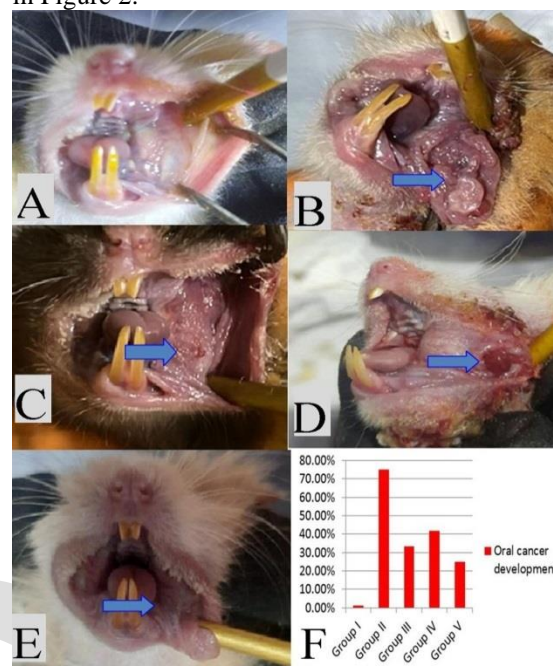 in Figure 2.
A
B
C
D
E
F
80.00%
70.00%
60.00%
50.00%
40.00%
30.00%
20.00%
10.00%
0.00%
Group I
Group II
Group III
Group IV
Group V
Oral cancer
development